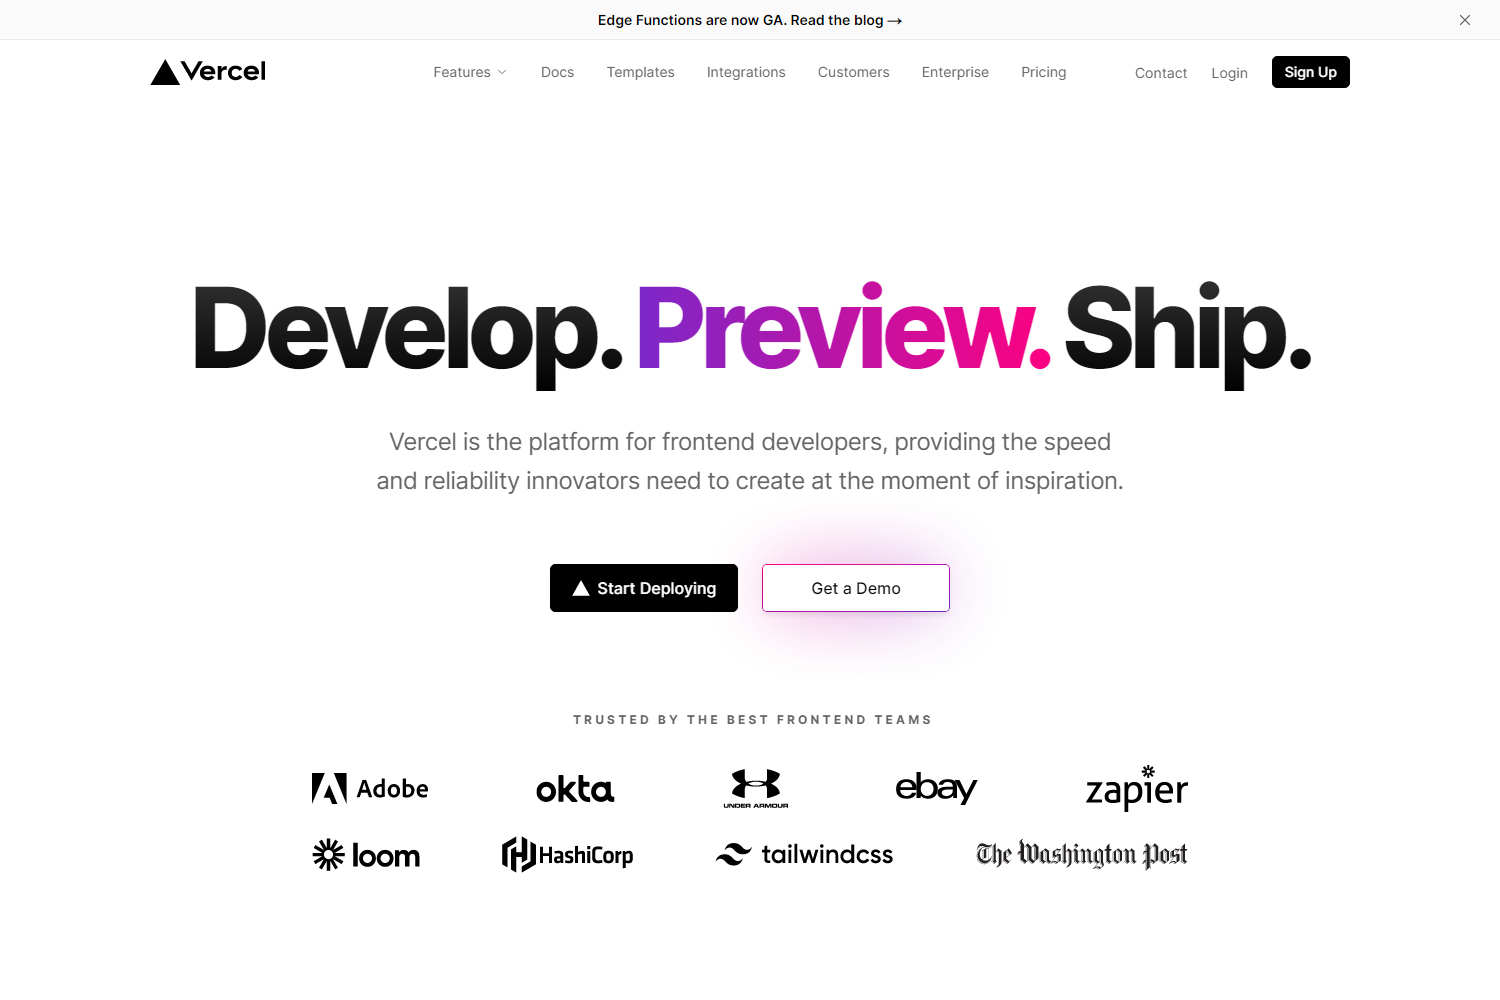 Edge Functions are now GA. Read the blog →
Vercel
Features Docs Templates Integrations Customers Enterprise Pricing Contact Login Sign Up
Develop. Preview. Ship.
Vercel is the platform for frontend developers, providing the speed
and reliability innovators need to create at the moment of inspiration.
Start Deploying Get a Demo
TRUSTED BY THE BEST FRONTEND TEAMS
Adobe okta UNDER ARMOUR ebay zapier
loom HashiCorp tailwindcss The Washington Post